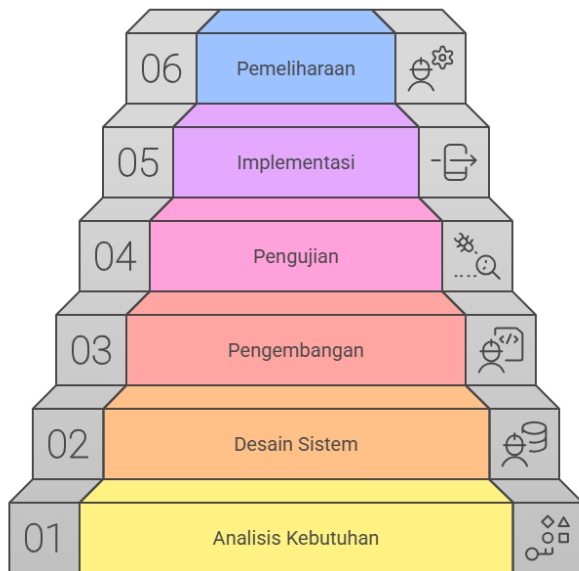 06
Pemeliharaan
05
Implementasi
04
Pengujian
03
Pengembangan
02
Desain Sistem
01
Analisis Kebutuhan